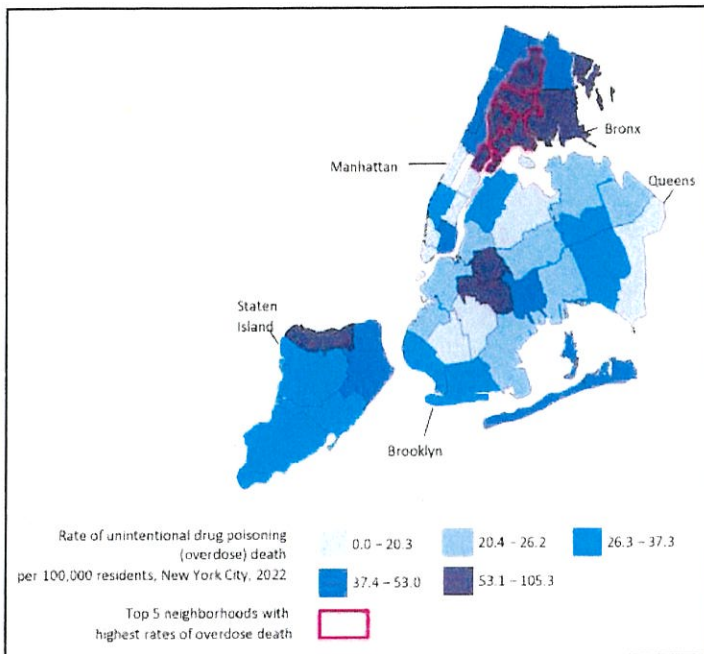 Bronx
Manhattan
Queens
Staten
Island
Brooklyn
Rate of unintentional drug poisoning
(overdose) death
per 100,000 residents, New York City, 2022
0.0 – 20.3
20.4 – 26.2
26.3 – 37.3
37.4 – 53.0
53.1 – 105.3
Top 5 neighborhoods with
highest rates of overdose death